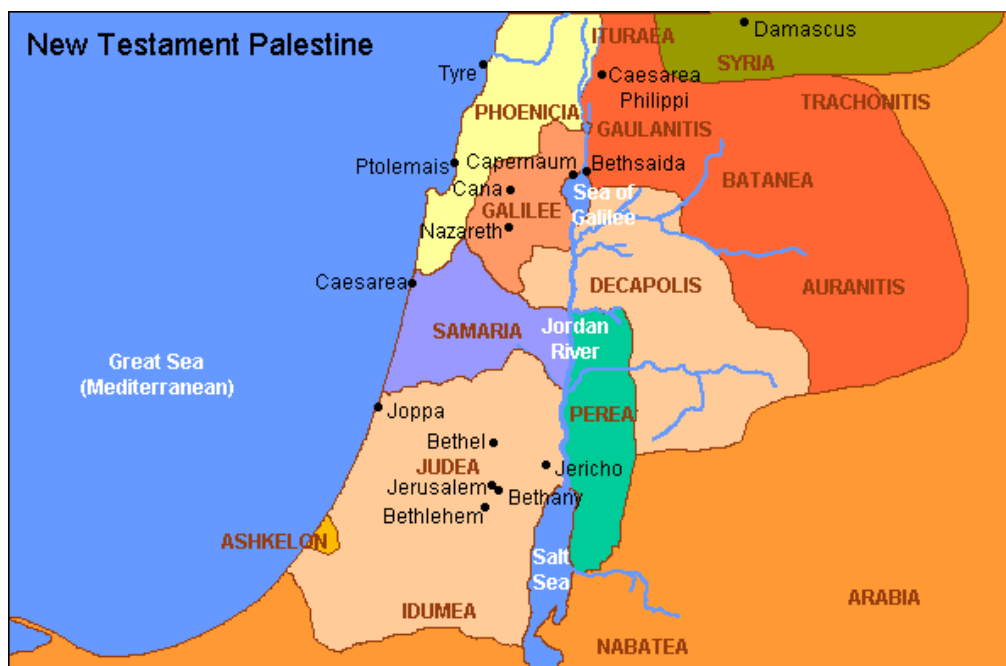 New Testament Palestine
Damascus
ITURAEA
SYRIA
Tyre
Caesarea
Philippi
TRACHONITIS
PHOENICIA
GAULANITIS
Ptolemais
Capernaum
Bethsaida
BATANEA
Cana
Sea of
Galilee
GALILEE
Nazareth
Caesarea
DECAPOLIS
AURANITIS
SAMARIA
Jordan
River
Great Sea
(Mediterranean)
Joppa
PEREA
Bethel
JUDEA
Jericho
Jerusalem
Bethany
Bethlehem
ASHKELON
Salt
Sea
IDUMEA
ARABIA
NABATEA